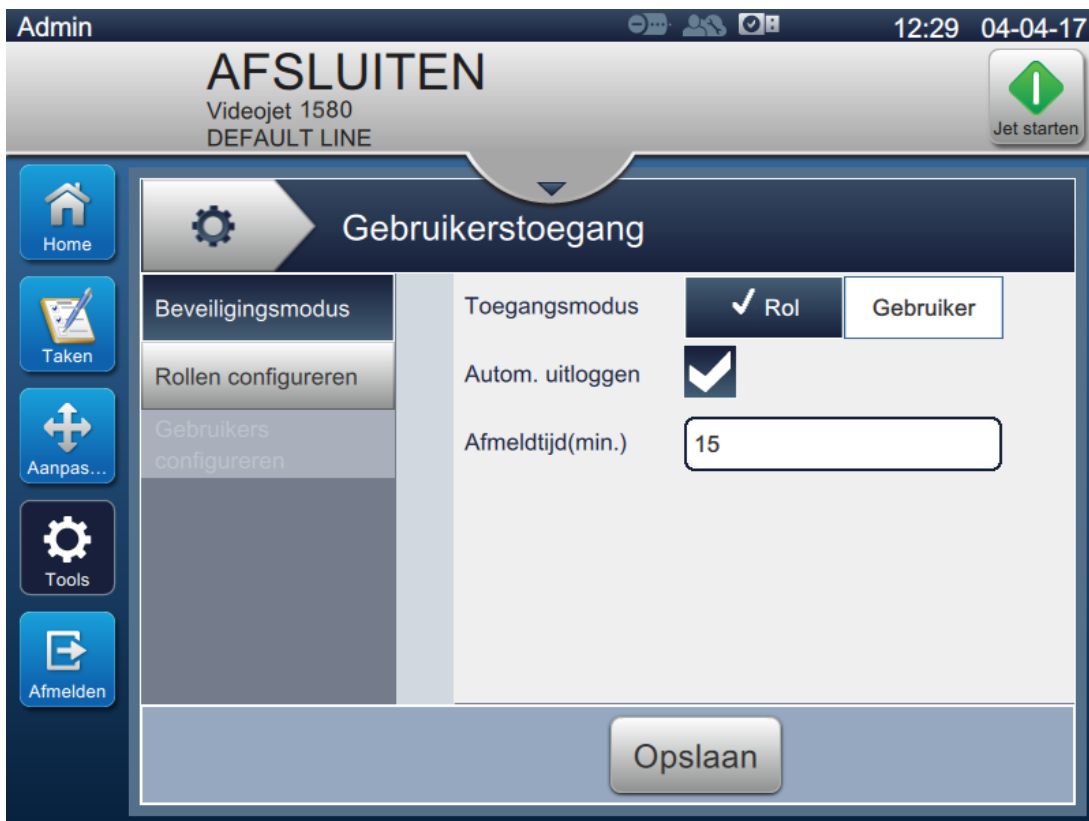 Admin
12:29 04-04-17
AFSLUITEN
Videojet 1580
DEFAULT LINE
Jet starten
Home
Taken
Aanpas...
Tools
Afmelden
Gebruikerstoegang
Beveiligingsmodus
Rollen configureren
Gebruikers
configureren
Toegangsmodus
Rol
Gebruiker
Autom. uitloggen
Afmeldtijd(min.)
15
Opslaan